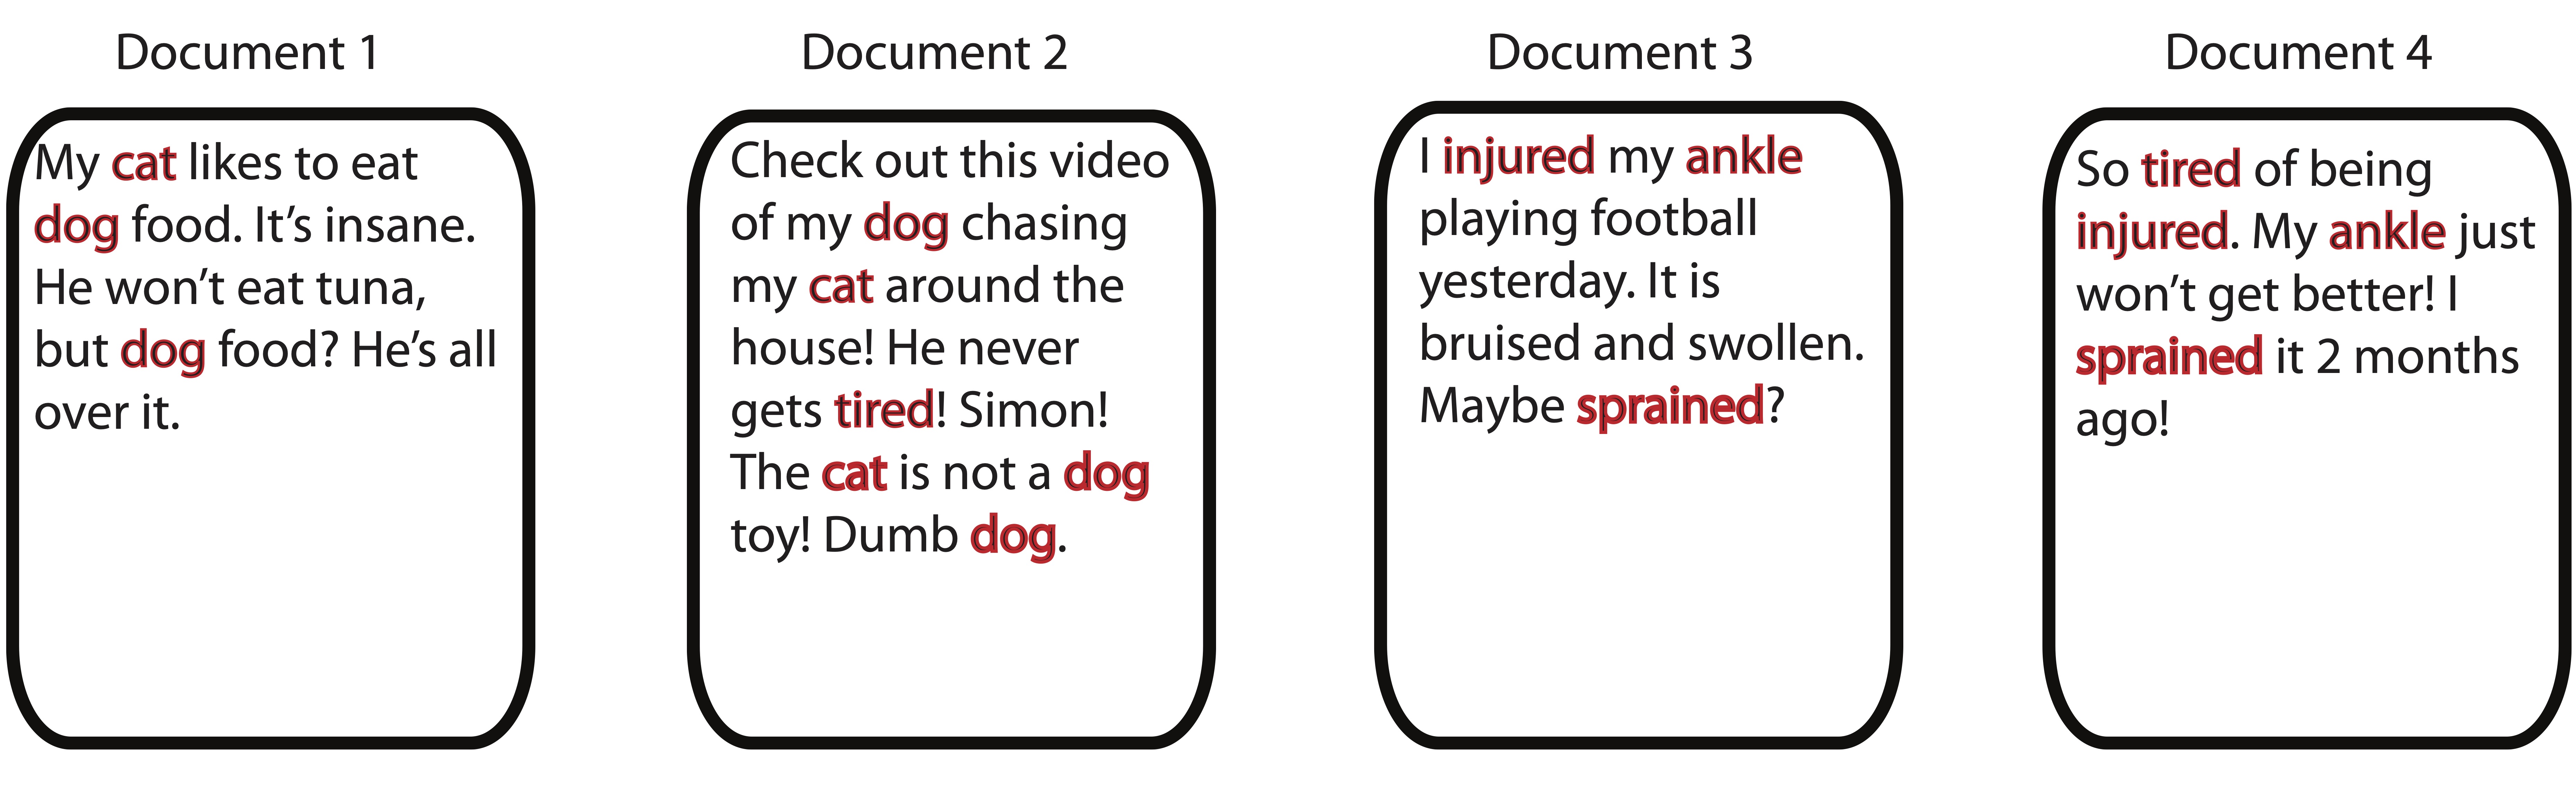 Document 1
My cat likes to eat
dog food. It’s insane.
He won’t eat tuna,
but dog food? He’s all
over it.
Document 2
Check out this video
of my dog chasing
my cat around the
house! He never
gets tired! Simon!
The cat is not a dog
toy! Dumb dog.
Document 3
I injured my ankle
playing football
yesterday. It is
bruised and swollen.
Maybe sprained?
Document 4
So tired of being
injured. My ankle just
won’t get better! I
sprained it 2 months
ago!